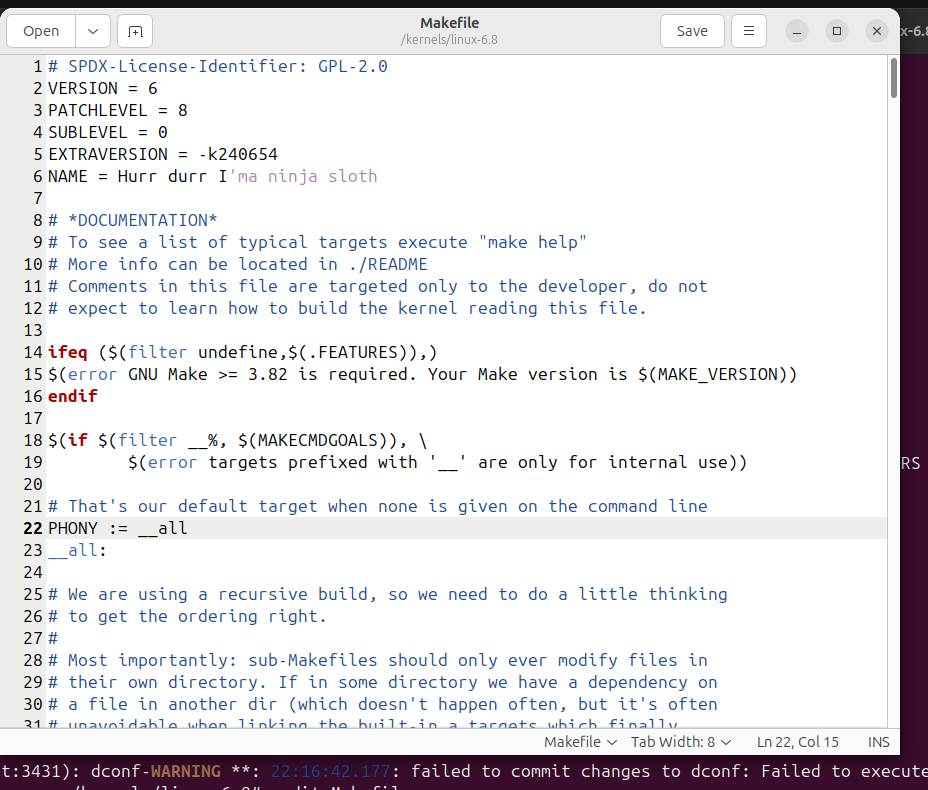 Open
Makefile
/kernels/linux-6.8
Save
x-6.8
1 # SPDX-License-Identifier: GPL-2.0
2 VERSION = 6
3 PATCHLEVEL = 8
4 SUBLEVEL = 0
5 EXTRAVERSION = -k240654
6 NAME = Hurr durr I'ma ninja sloth
7
8 # *DOCUMENTATION*
9 # To see a list of typical targets execute "make help"
10 # More info can be located in ./README
11 # Comments in this file are targeted only to the developer, do not
12 # expect to learn how to build the kernel reading this file.
13
14 ifeq ($(filter undefine,$(.FEATURES)),)
15 $(error GNU Make >= 3.82 is required. Your Make version is $(MAKE_VERSION))
16 endif
17
18 $(if $(filter __%, $(MAKECMDGOALS)), \
19 $(error targets prefixed with '__' are only for internal use))
20
21 # That's our default target when none is given on the command line
22 PHONY := __all
23 __all:
24
25 # We are using a recursive build, so we need to do a little thinking
26 # to get the ordering right.
27 #
28 # Most importantly: sub-Makefiles should only ever modify files in
29 # their own directory. If in some directory we have a dependency on
30 # a file in another dir (which doesn't happen often, but it's often
31 # unavoidable when linking the built-in a targets which finally
RS
Makefile Tab Width: 8 Ln 22, Col 15 INS
t:3431): dconf-WARNING **: 22:16:42.177: failed to commit changes to dconf: Failed to execute